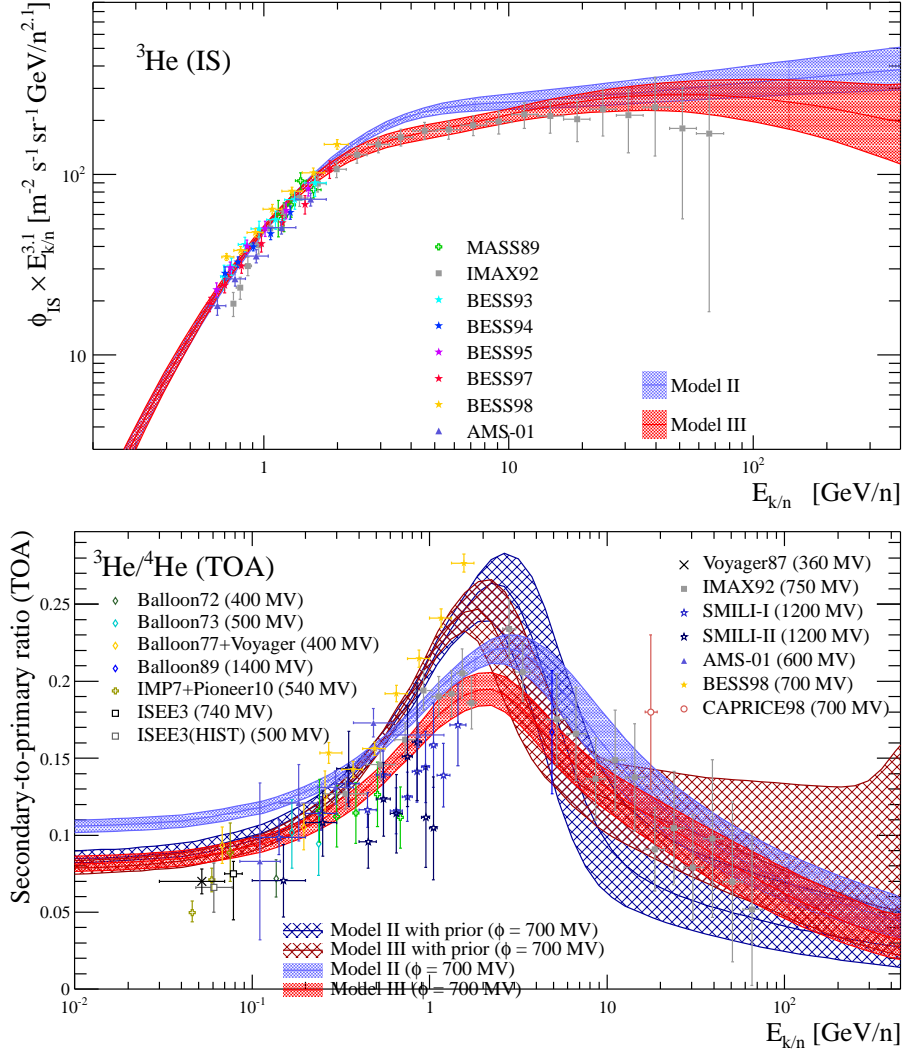 ³He (IS)
ϕ_IS × E_k/n^3.1 [m⁻² s⁻¹ sr⁻¹ GeV/n^2.1]
10²
10
MASS89
IMAX92
BESS93
BESS94
BESS95
BESS97
BESS98
AMS-01
Model II
Model III
1
10
10²
E_k/n [GeV/n]
³He/⁴He (TOA)
Secondary-to-primary ratio (TOA)
0.25
0.2
0.15
0.1
0.05
0
Balloon72 (400 MV)
Balloon73 (500 MV)
Balloon77+Voyager (400 MV)
Balloon89 (1400 MV)
IMP7+Pioneer10 (540 MV)
ISEE3 (740 MV)
ISEE3(HIST) (500 MV)
Voyager87 (360 MV)
IMAX92 (750 MV)
SMILI-I (1200 MV)
SMILI-II (1200 MV)
AMS-01 (600 MV)
BESS98 (700 MV)
CAPRICE98 (700 MV)
Model II with prior (ϕ = 700 MV)
Model III with prior (ϕ = 700 MV)
Model II (ϕ = 700 MV)
Model III (ϕ = 700 MV)
10⁻²
10⁻¹
1
10
10²
E_k/n [GeV/n]